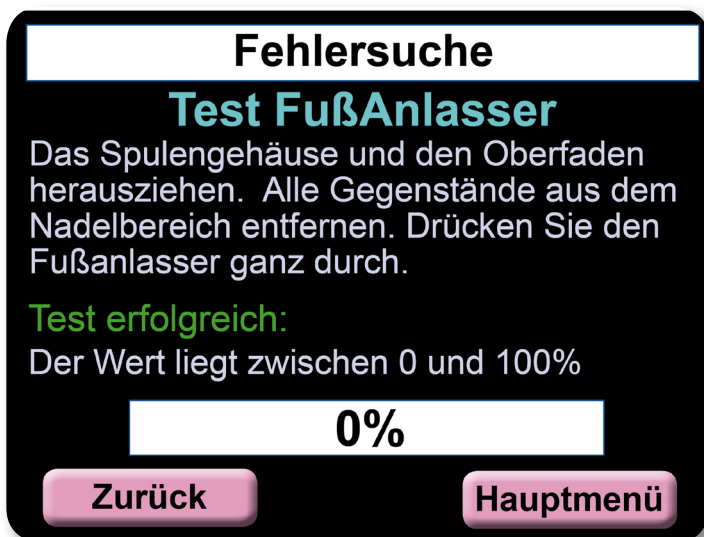 Fehlersuche
Test FußAnlasser
Das Spulengehäuse und den Oberfaden
herausziehen.  Alle Gegenstände aus dem
Nadelbereich entfernen. Drücken Sie den
Fußanlasser ganz durch.
Test erfolgreich:
Der Wert liegt zwischen 0 und 100%
0%
Zurück
Hauptmenü